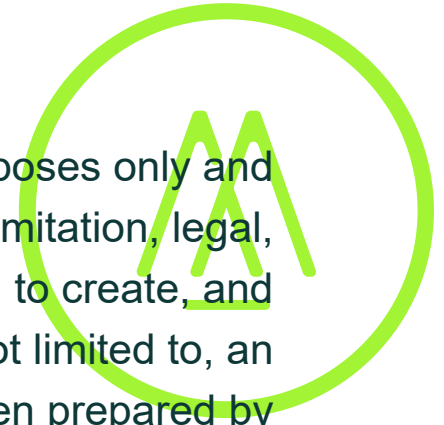 poses only and
mitation, legal,
to create, and
ot limited to, an
en prepared by